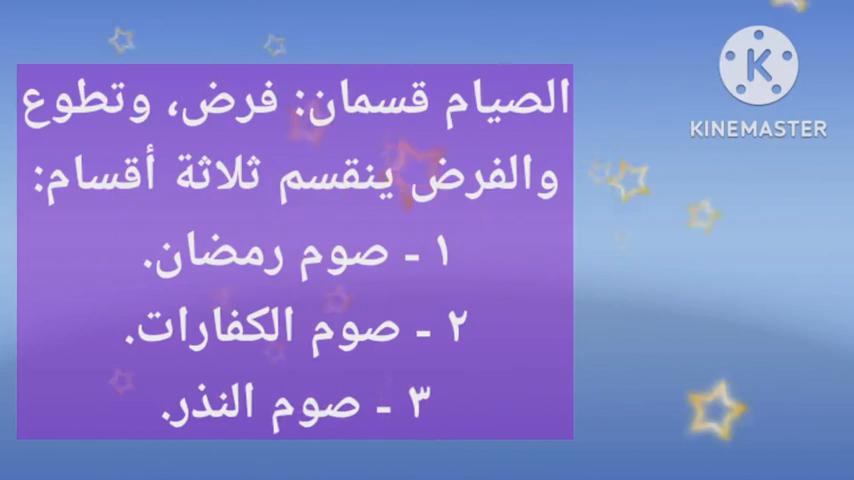 الصيام قسمان: فرض، وتطوع
والفرض ينقسم ثلاثة أقسام:
١ - صوم رمضان.
٢ - صوم الكفارات.
٣ - صوم النذر.
K
KINEMASTER